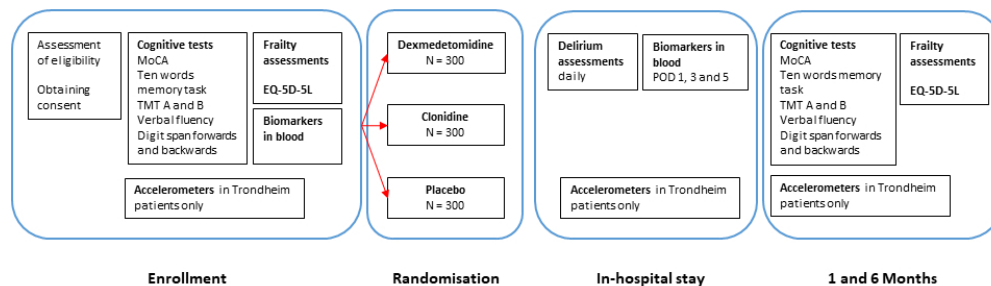 Assessment
of eligibility
Obtaining
consent
Cognitive tests
MoCA
Ten words
memory task
TMT A and B
Verbal fluency
Digit span forwards
and backwards
Frailty
assessments
EQ-5D-5L
Biomarkers
in blood
Accelerometers in Trondheim
patients only
Enrollment
Dexmedetomidine
N = 300
Clonidine
N = 300
Placebo
N = 300
Randomisation
Delirium
assessments
daily
Biomarkers in
blood
POD 1, 3 and 5
Accelerometers in Trondheim
patients only
In-hospital stay
Cognitive tests
MoCA
Ten words memory
task
TMT A and B
Verbal fluency
Digit span forwards
and backwards
Frailty
assessments
EQ-5D-5L
Accelerometers in Trondheim
patients only
1 and 6 Months